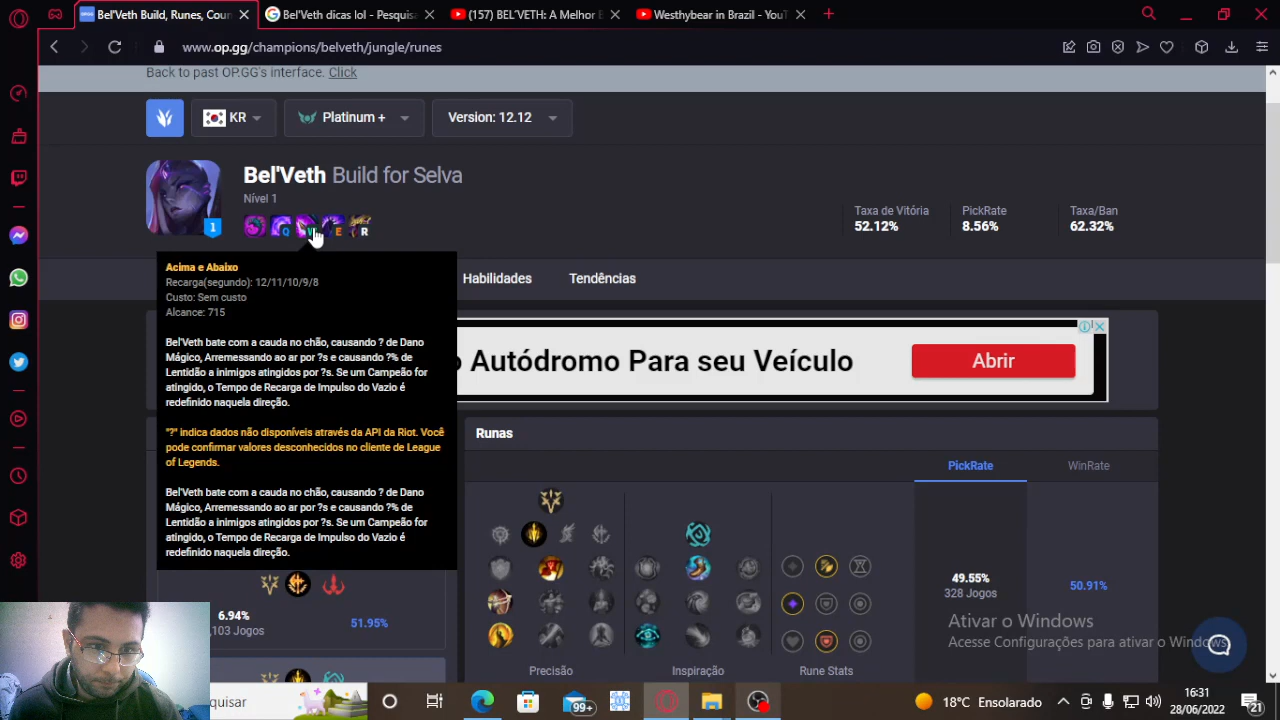 Bel'Veth Build, Runes, Coun
Bel'Veth dicas lol - Pesquisa
(157) BEL'VETH: A Melhor B
Westhybear in Brazil - YouT
www.op.gg/champions/belveth/jungle/runes
Back to past OP.GG's interface. Click
KR
Platinum +
Version: 12.12
Bel'Veth Build for Selva
Nível 1
1
Q
W
E
R
Taxa de Vitória
52.12%
PickRate
8.56%
Taxa/Ban
62.32%
Habilidades
Tendências
Acima e Abaixo
Recarga(segundo): 12/11/10/9/8
Custo: Sem custo
Alcance: 715
Bel'Veth bate com a cauda no chão, causando ? de Dano
Mágico, Arremessando ao ar por ?s e causando ?% de
Lentidão a inimigos atingidos por ?s. Se um Campeão for
atingido, o Tempo de Recarga de Impulso do Vazio é
redefinido naquela direção.
"?" indica dados não disponíveis através da API da Riot. Você
pode confirmar valores desconhecidos no cliente de League
of Legends.
Bel'Veth bate com a cauda no chão, causando ? de Dano
Mágico, Arremessando ao ar por ?s e causando ?% de
Lentidão a inimigos atingidos por ?s. Se um Campeão for
atingido, o Tempo de Recarga de Impulso do Vazio é
redefinido naquela direção.
o Autódromo Para seu Veículo
Abrir
Runas
PickRate
WinRate
49.55%
328 Jogos
50.91%
6.94%
,103 Jogos
51.95%
Precisão
Inspiração
Rune Stats
Ativar o Windows
Acesse Configurações para ativar o Windows.
quisar
99+
18°C Ensolarado
16:31
28/06/2022
21